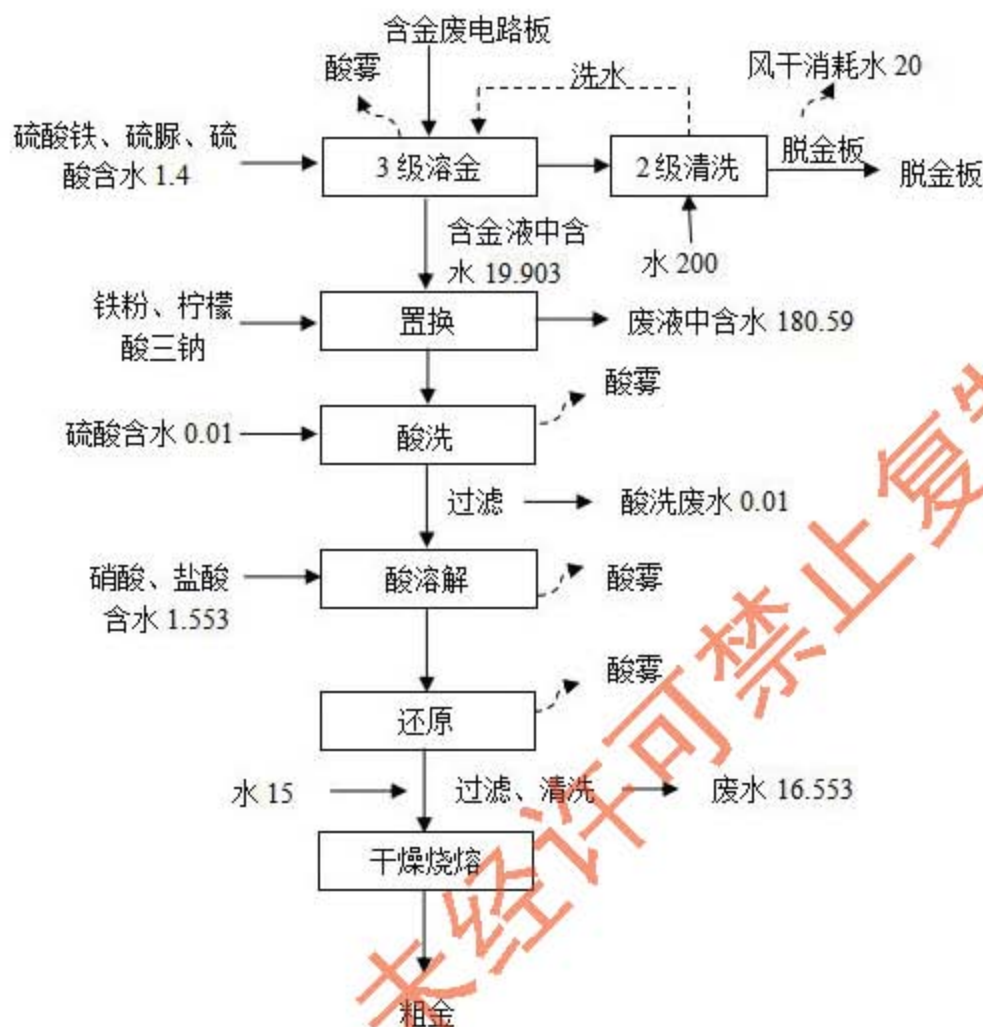 含金废电路板
酸雾
洗水
风干消耗水 20
硫酸铁、硫脲、硫
酸含水 1.4
3 级溶金
2 级清洗
脱金板
脱金板
含金液中含
水 19.903
水 200
铁粉、柠檬
酸三钠
置换
废液中含水 180.59
酸雾
硫酸含水 0.01
酸洗
过滤
酸洗废水 0.01
硝酸、盐酸
含水 1.553
酸溶解
酸雾
酸雾
还原
水 15
过滤、清洗
废水 16.553
干燥烧熔
粗金
未经许可禁止复